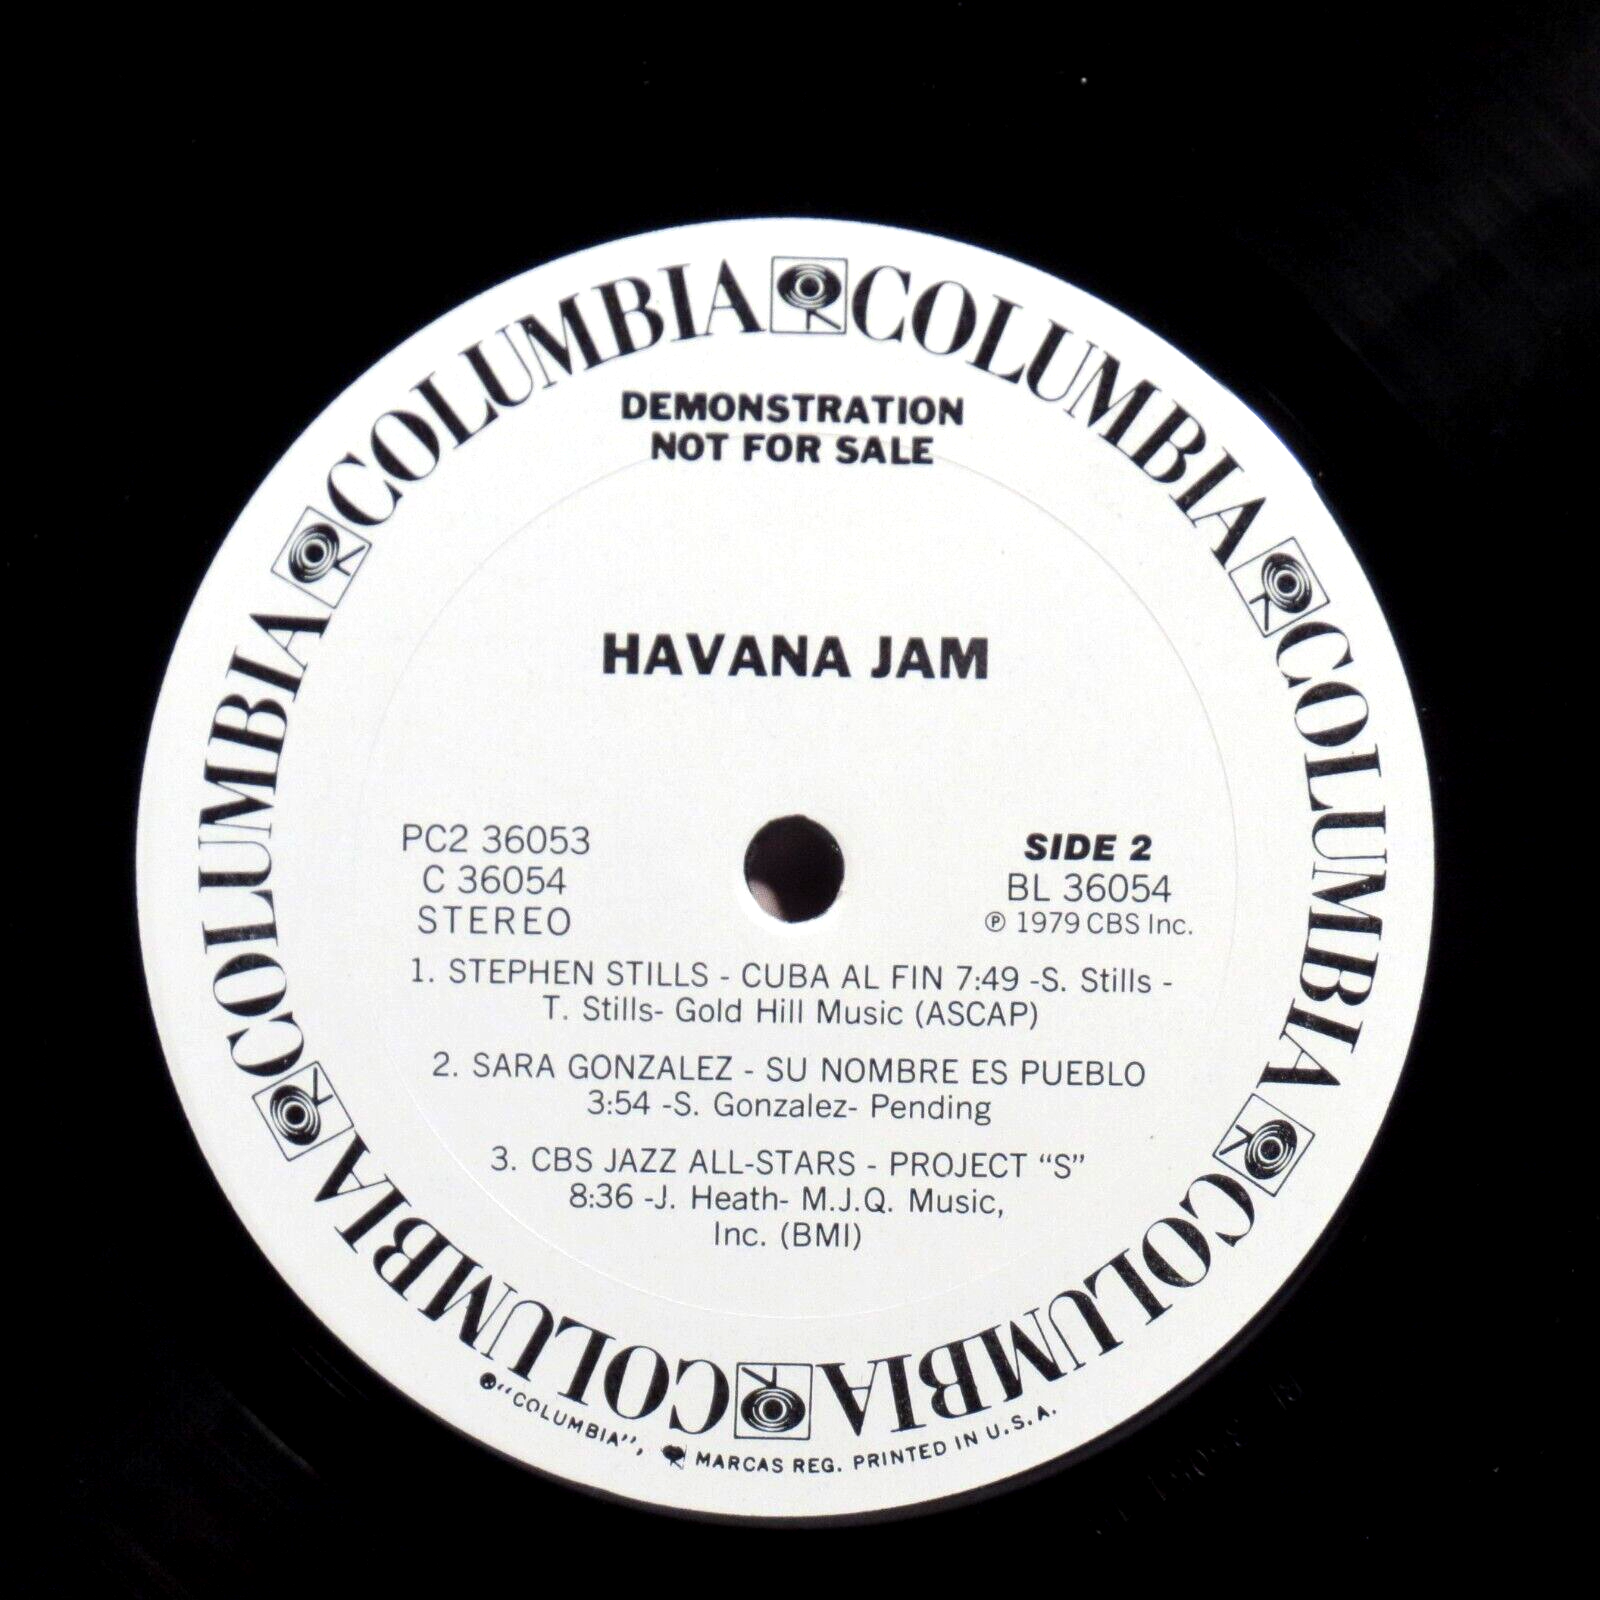 COLUMBIA COLUMBIA COLUMBIA COLUMBIA COLUMBIA COLUMBIA COLUMBIA COLUMBIA
DEMONSTRATION
NOT FOR SALE
HAVANA JAM
PC2 36053
C 36054
STEREO
SIDE 2
BL 36054
℗ 1979 CBS Inc.
1. STEPHEN STILLS - CUBA AL FIN 7:49 -S. Stills -
T. Stills- Gold Hill Music (ASCAP)
2. SARA GONZALEZ - SU NOMBRE ES PUEBLO
3:54 -S. Gonzalez- Pending
3. CBS JAZZ ALL-STARS - PROJECT “S”
8:36 -J. Heath- M.J.Q. Music,
Inc. (BMI)
"COLUMBIA", MARCAS REG. PRINTED IN U.S.A.